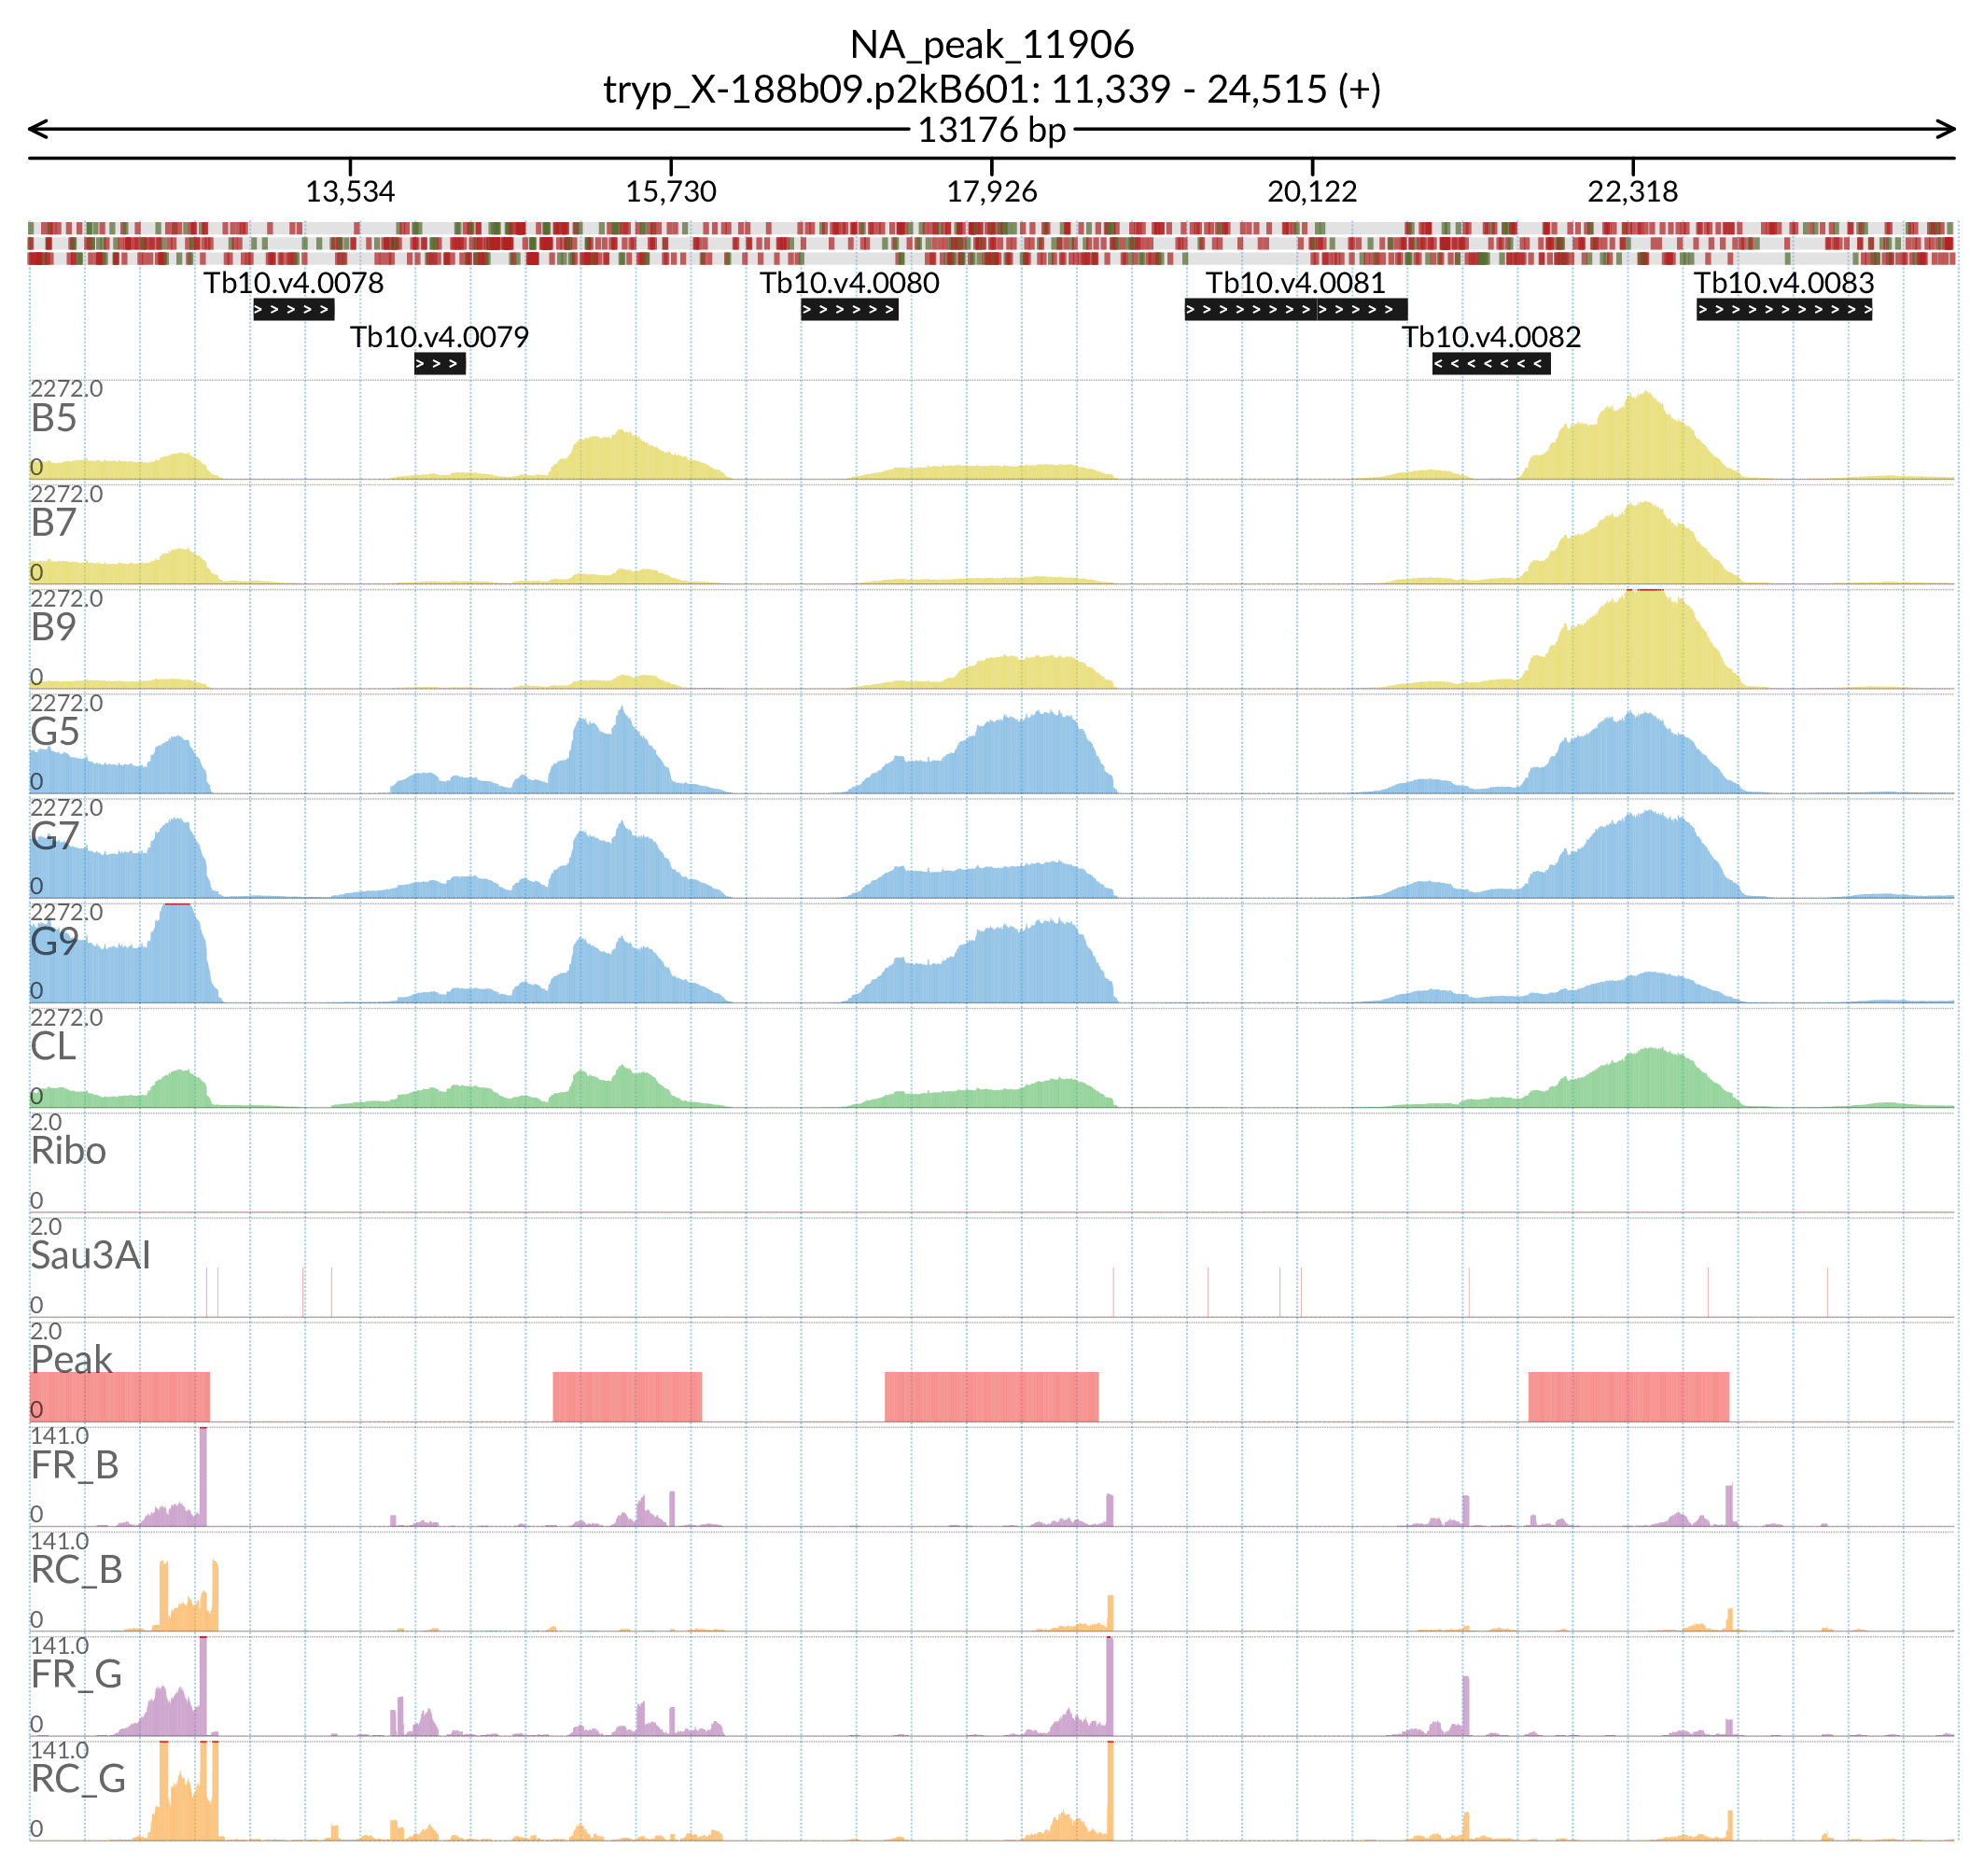 NA_peak_11906
tryp_X-188b09.p2kB601: 11,339 - 24,515 (+)
13176 bp
13,534 15,730 17,926 20,122 22,318
Tb10.v4.0078 Tb10.v4.0080 Tb10.v4.0081 Tb10.v4.0083
Tb10.v4.0079 Tb10.v4.0082
2272.0
B5
0
2272.0
B7
0
2272.0
B9
0
2272.0
G5
0
2272.0
G7
0
2272.0
G9
0
2272.0
CL
0
2.0
Ribo
0
2.0
Sau3AI
0
2.0
Peak
0
141.0
FR_B
0
141.0
RC_B
0
141.0
FR_G
0
141.0
RC_G
0